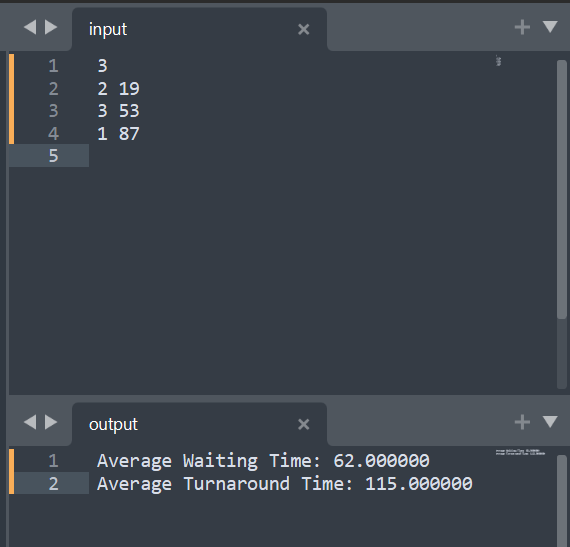 input
1 3
2 2 19
3 3 53
4 1 87
5
output
1 Average Waiting Time: 62.000000
2 Average Turnaround Time: 115.000000